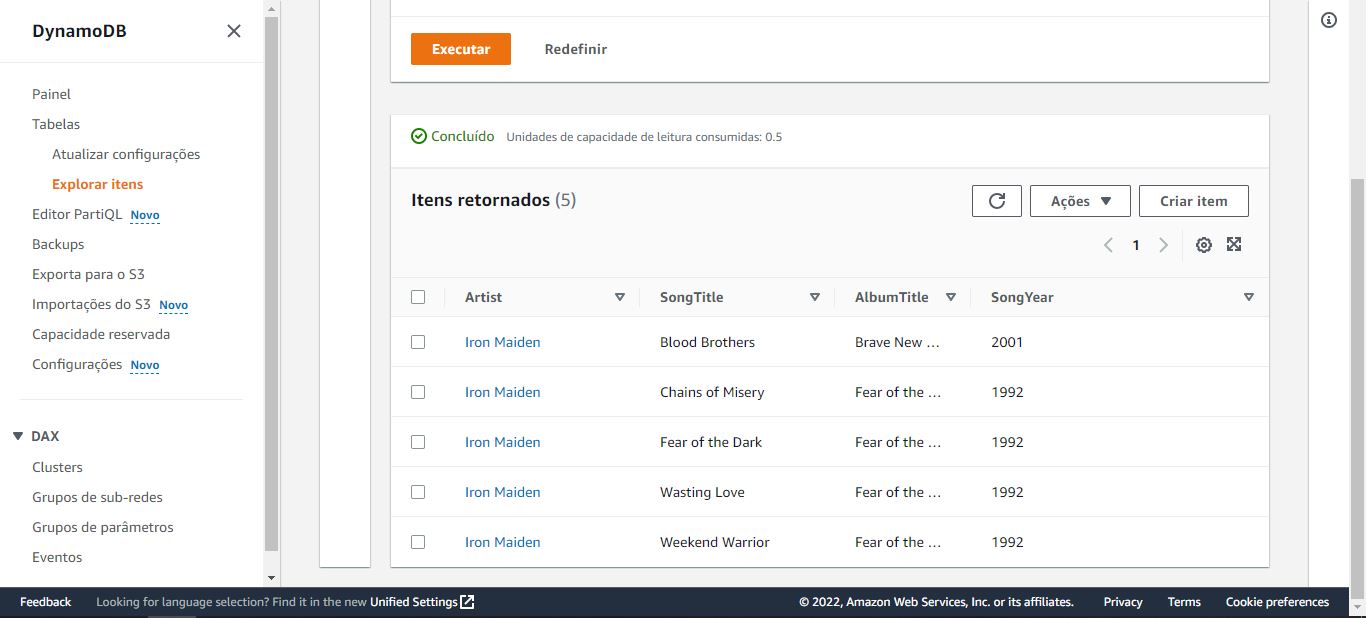 DynamoDB
Painel
Tabelas
Atualizar configurações
Explorar itens
Editor PartiQL Novo
Backups
Exporta para o S3
Importações do S3 Novo
Capacidade reservada
Configurações Novo
DAX
Clusters
Grupos de sub-redes
Grupos de parâmetros
Eventos
Executar Redefinir
Concluído Unidades de capacidade de leitura consumidas: 0.5
Itens retornados (5) Ações Criar item
1
Artist SongTitle AlbumTitle SongYear
Iron Maiden Blood Brothers Brave New ... 2001
Iron Maiden Chains of Misery Fear of the ... 1992
Iron Maiden Fear of the Dark Fear of the ... 1992
Iron Maiden Wasting Love Fear of the ... 1992
Iron Maiden Weekend Warrior Fear of the ... 1992
Feedback Looking for language selection? Find it in the new Unified Settings © 2022, Amazon Web Services, Inc. or its affiliates. Privacy Terms Cookie preferences